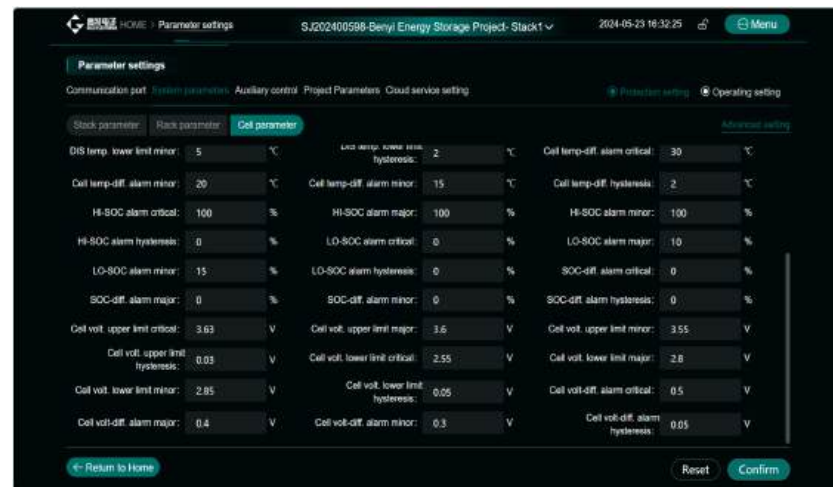 HOME > Parameter settings SJ202400598-Benyi Energy Storage Project- Stack1 2024-05-23 16:32:25 Menu
Parameter settings
Communication port System parameters Auxiliary control Project Parameters Cloud service setting Protection setting Operating setting
Stack parameter Rack parameter Cell parameter Advanced setting
DIS temp. lower limit minor: 5 ℃ DIS temp. lower limit hysteresis: 2 ℃ Cell temp-diff. alarm critical: 30 ℃
Cell temp-diff. alarm minor: 20 ℃ Cell temp-diff. alarm minor: 15 ℃ Cell temp-diff. hysteresis: 2 ℃
HI-SOC alarm critical: 100 % HI-SOC alarm major: 100 % HI-SOC alarm minor: 100 %
HI-SOC alarm hysteresis: 0 % LO-SOC alarm critical: 0 % LO-SOC alarm major: 10 %
LO-SOC alarm minor: 15 % LO-SOC alarm hysteresis: 0 % SOC-diff. alarm critical: 0 %
SOC-diff. alarm major: 0 % SOC-diff. alarm minor: 0 % SOC-diff. alarm hysteresis: 0 %
Cell volt. upper limit critical: 3.63 V Cell volt. upper limit major: 3.6 V Cell volt. upper limit minor: 3.55 V
Cell volt. upper limit hysteresis: 0.03 V Cell volt. lower limit critical: 2.55 V Cell volt. lower limit major: 2.8 V
Cell volt. lower limit minor: 2.85 V Cell volt. lower limit hysteresis: 0.05 V Cell volt-diff. alarm critical: 0.5 V
Cell volt-diff. alarm major: 0.4 V Cell volt-diff. alarm minor: 0.3 V Cell volt-diff. alarm hysteresis: 0.05 V
← Return to Home Reset Confirm